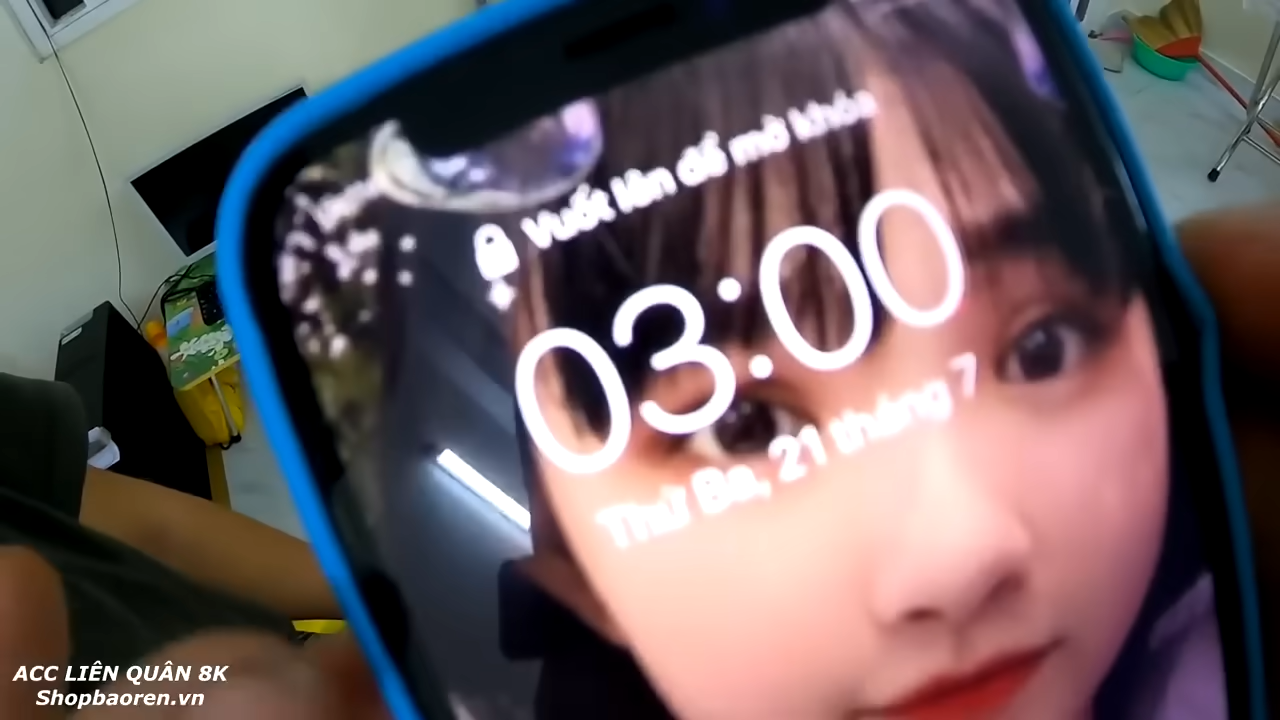 Vuốt lên để mở khóa
03:00
Thứ Ba, 21 tháng 7
ACC LIÊN QUÂN 8K
Shopbaoren.vn